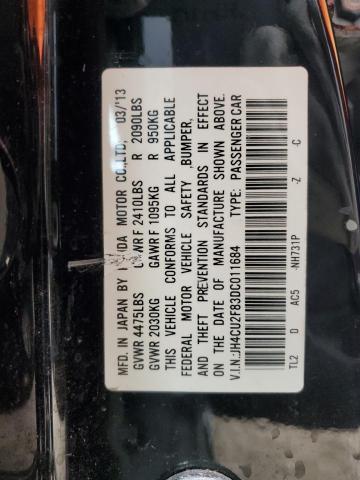 MFD. IN JAPAN BY HONDA MOTOR CO.,LTD. 03/'13
GVWR 4475LBS GAWR F 2410LBS R 2090LBS
GVWR 2030KG GAWR F 1095KG R 950KG
THIS VEHICLE CONFORMS TO ALL APPLICABLE
FEDERAL MOTOR VEHICLE SAFETY ,BUMPER,
AND THEFT PREVENTION STANDARDS IN EFFECT
ON THE DATE OF MANUFACTURE SHOWN ABOVE.
V.I.N.:JH4CU2F83DC011684 TYPE: PASSENGER CAR
TL2 D AC5 -NH731P -Z -C